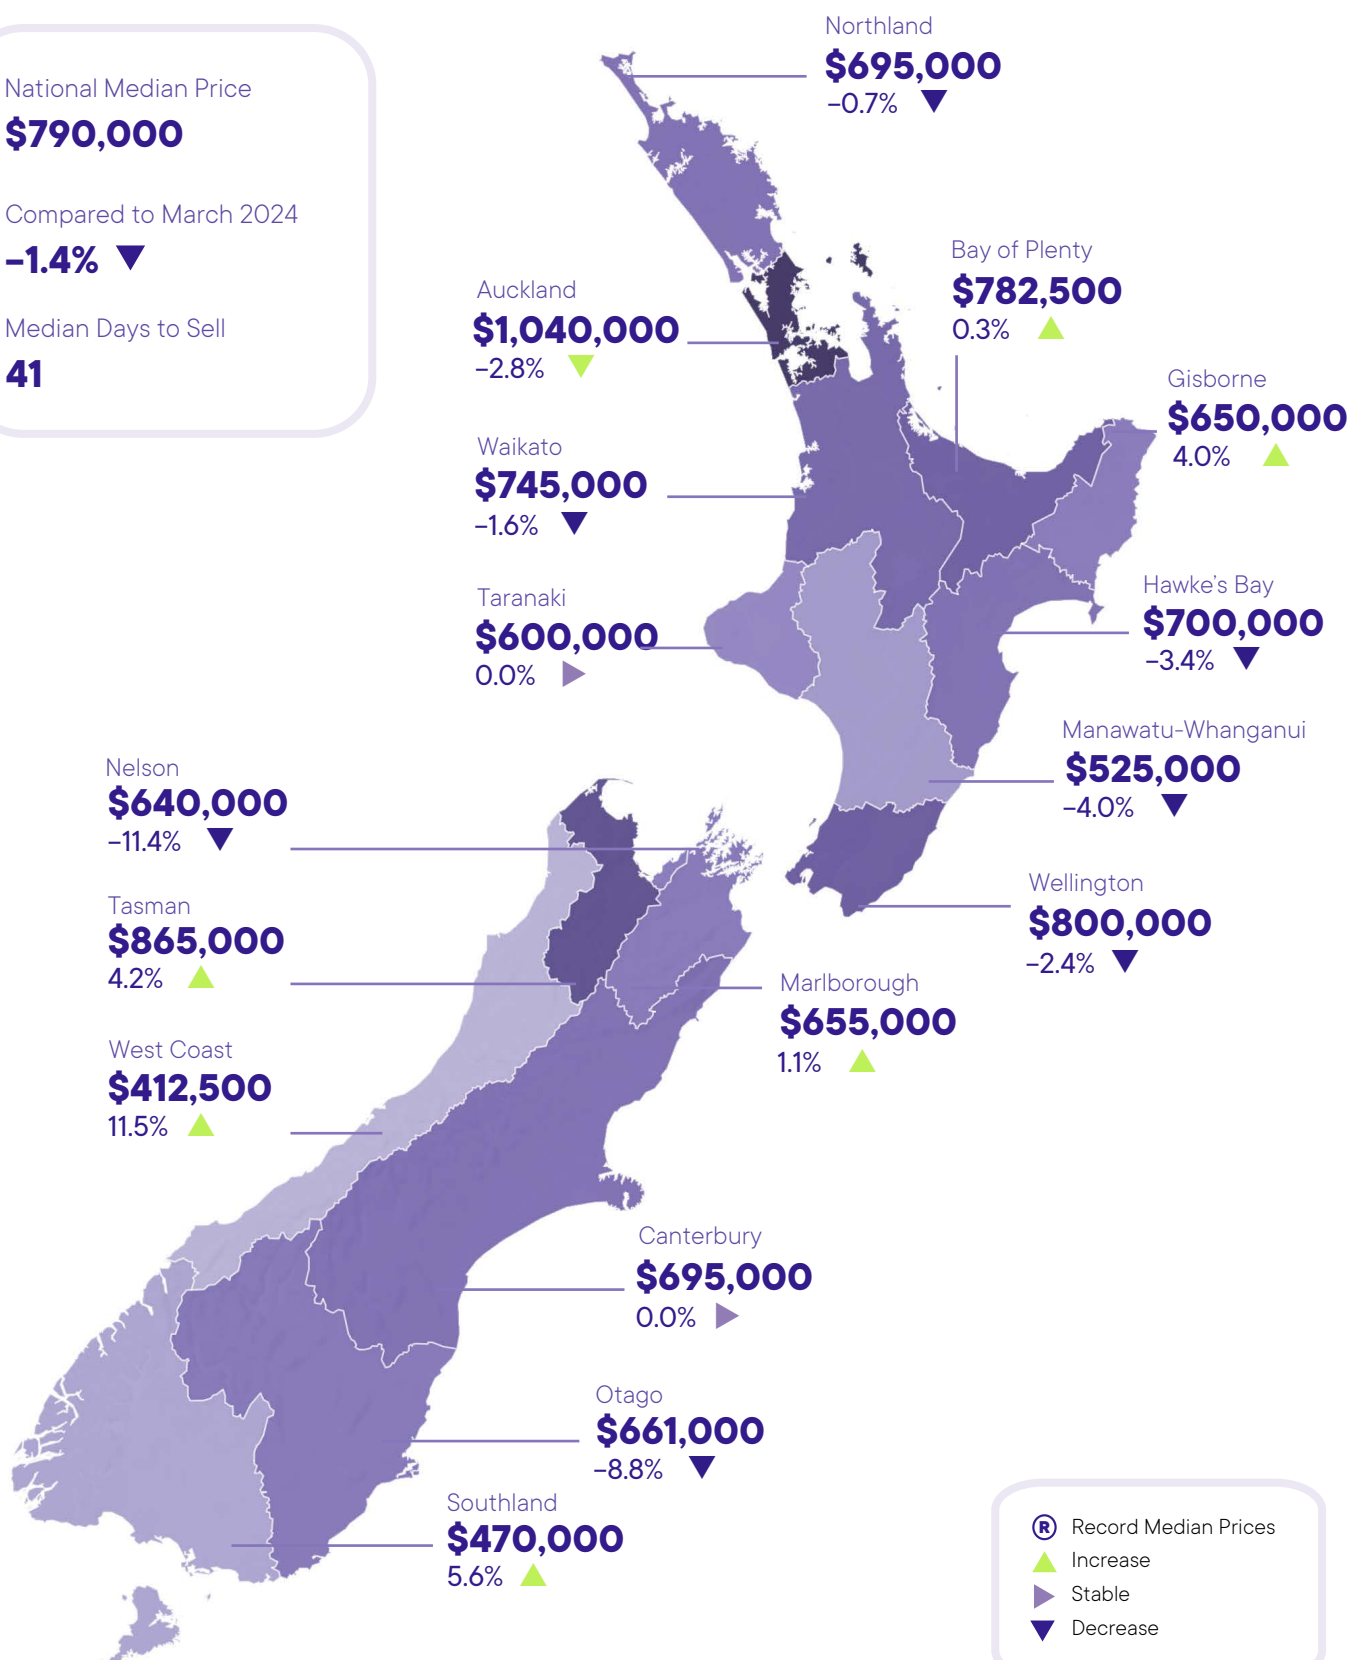 National Median Price
$790,000
Compared to March 2024
-1.4%
Median Days to Sell
41
Northland
$695,000
-0.7%
Auckland
$1,040,000
-2.8%
Bay of Plenty
$782,500
0.3%
Gisborne
$650,000
4.0%
Waikato
$745,000
-1.6%
Taranaki
$600,000
0.0%
Hawke's Bay
$700,000
-3.4%
Manawatu-Whanganui
$525,000
-4.0%
Nelson
$640,000
-11.4%
Wellington
$800,000
-2.4%
Tasman
$865,000
4.2%
Marlborough
$655,000
1.1%
West Coast
$412,500
11.5%
Canterbury
$695,000
0.0%
Otago
$661,000
-8.8%
Southland
$470,000
5.6%
R Record Median Prices
Increase
Stable
Decrease